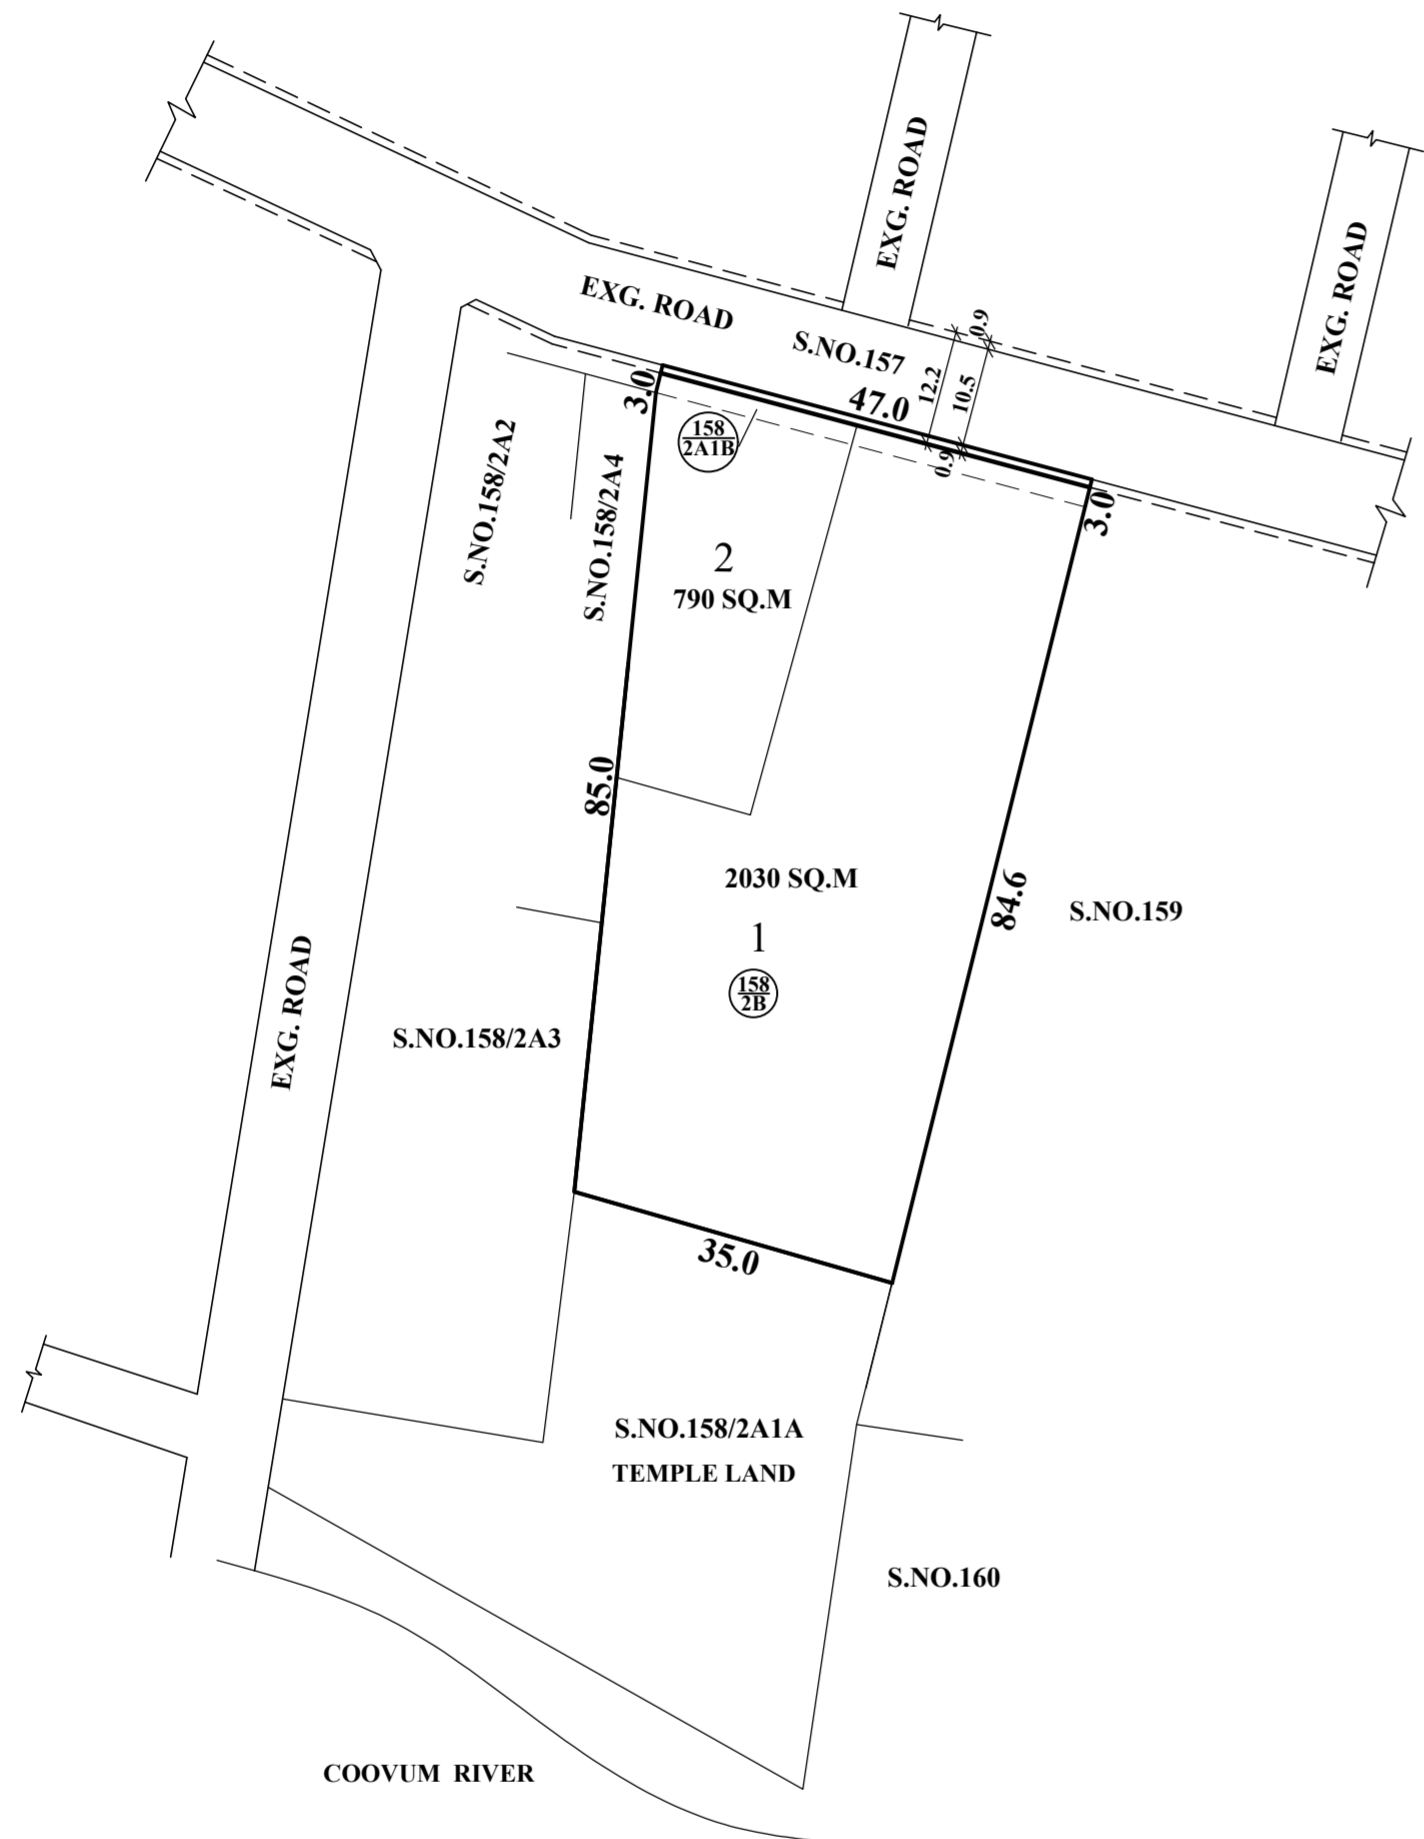 EXG. ROAD
EXG. ROAD
EXG. ROAD
S.NO.157
0.9
12.2
10.5
47.0
3.0
158
2A1B
0.9
3.0
S.NO.158/2A2
S.NO.158/2A4
2
790 SQ.M
85.0
2030 SQ.M
1
158
2B
84.6
S.NO.159
EXG. ROAD
S.NO.158/2A3
35.0
S.NO.158/2A1A
TEMPLE LAND
S.NO.160
COOVUM RIVER